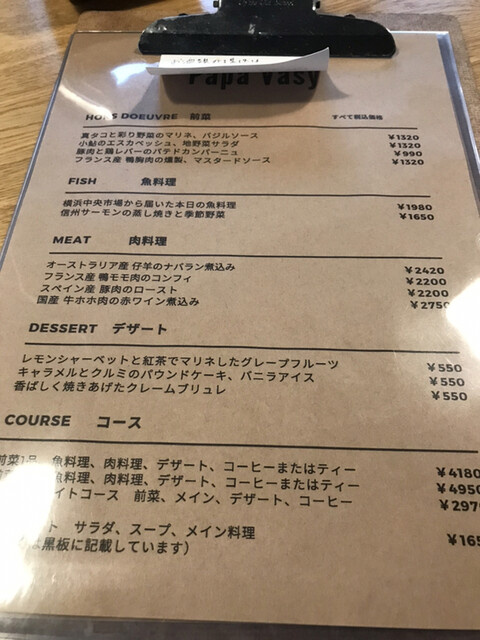 Papa Vasy
HORS DOEUVRE 前菜 すべて税込価格
真タコと彩り野菜のマリネ、バジルソース ¥1320
小鮎のエスカベッシュ、地野菜サラダ ¥1320
豚肉と鶏レバーのパテドカンパーニュ ¥990
フランス産 鴨胸肉の燻製、マスタードソース ¥1320
FISH 魚料理
横浜中央市場から届いた本日の魚料理 ¥1980
信州サーモンの蒸し焼きと季節野菜 ¥1650
MEAT 肉料理
オーストラリア産 仔羊のナバラン煮込み ¥2420
フランス産 鴨モモ肉のコンフィ ¥2200
スペイン産 豚肉のロースト ¥2200
国産 牛ホホ肉の赤ワイン煮込み ¥2750
DESSERT デザート
レモンシャーベットと紅茶でマリネしたグレープフルーツ ¥550
キャラメルとクルミのパウンドケーキ、バニラアイス ¥550
香ばしく焼きあげたクレームブリュレ ¥550
COURSE コース
前菜1品 魚料理、肉料理、デザート、コーヒーまたはティー ¥4180
魚料理、肉料理、デザート、コーヒーまたはティー ¥4950
イトコース 前菜、メイン、デザート、コーヒー ¥297
ト サラダ、スープ、メイン料理 ¥165
は黒板に記載しています)